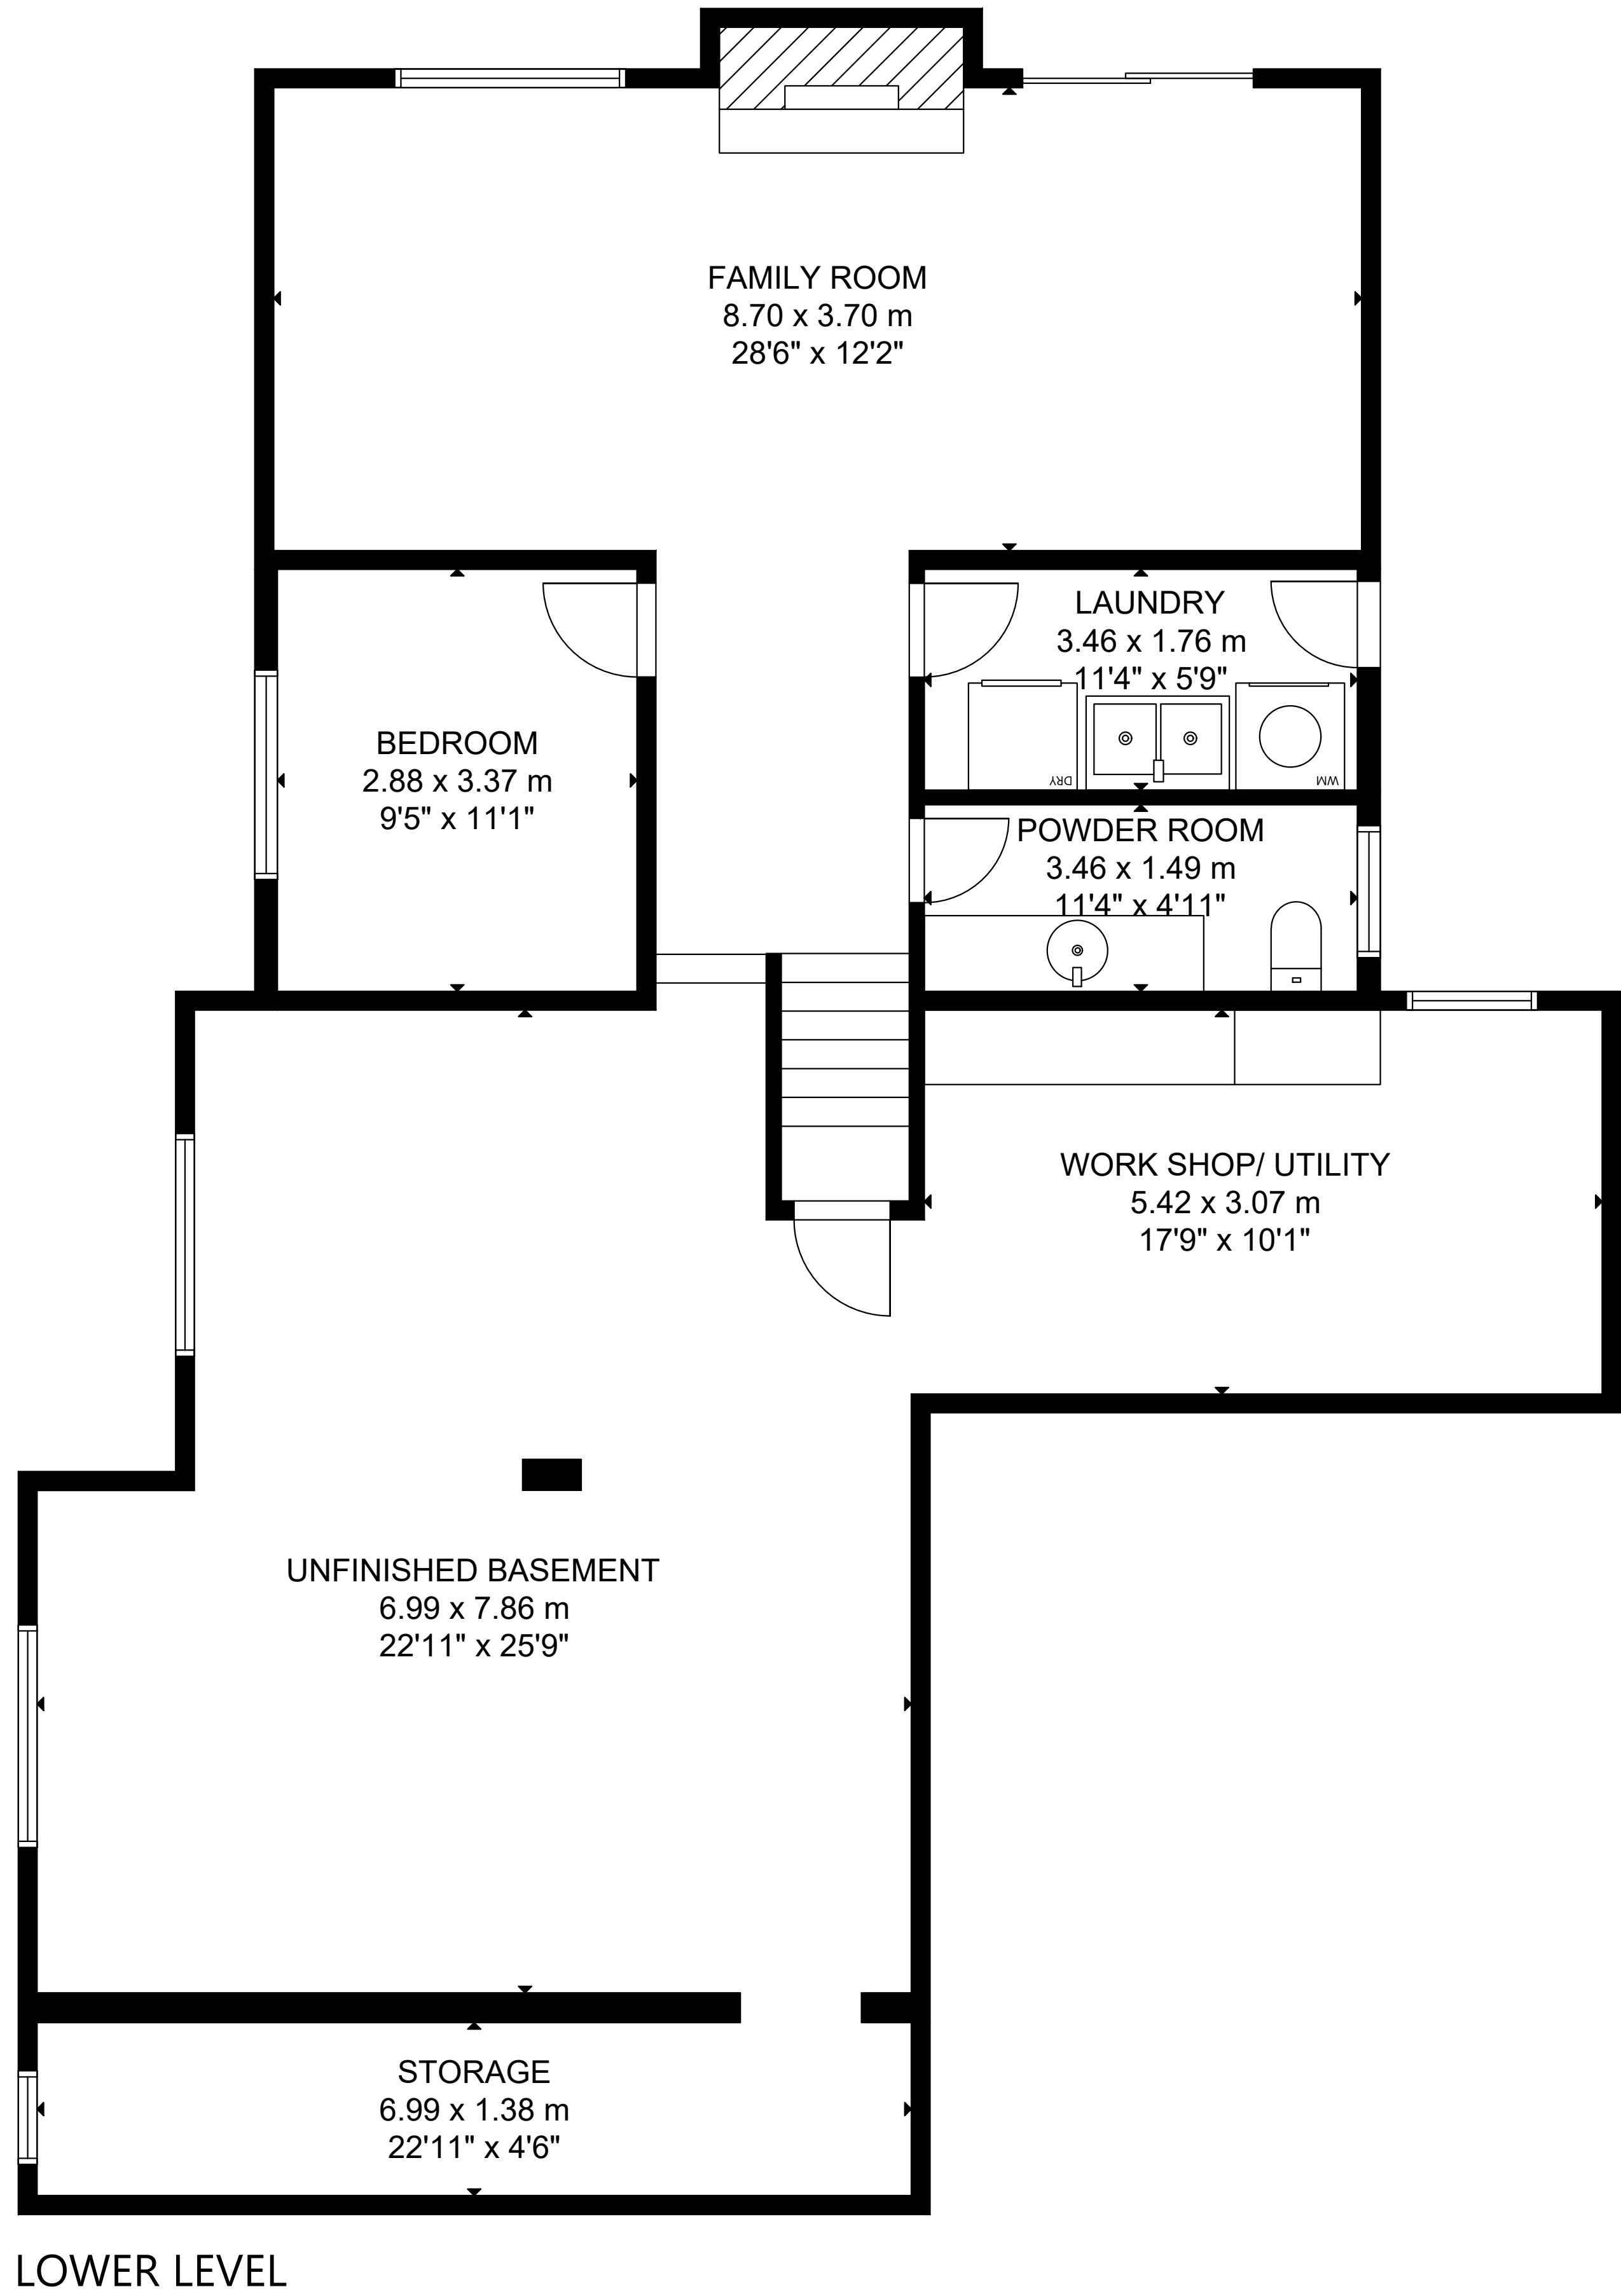 FAMILY ROOM
8.70 x 3.70 m
28'6" x 12'2"
LAUNDRY
3.46 x 1.76 m
11'4" x 5'9"
DRY
WM
BEDROOM
2.88 x 3.37 m
9'5" x 11'1"
POWDER ROOM
3.46 x 1.49 m
11'4" x 4'11"
WORK SHOP/ UTILITY
5.42 x 3.07 m
17'9" x 10'1"
UNFINISHED BASEMENT
6.99 x 7.86 m
22'11" x 25'9"
STORAGE
6.99 x 1.38 m
22'11" x 4'6"
LOWER LEVEL